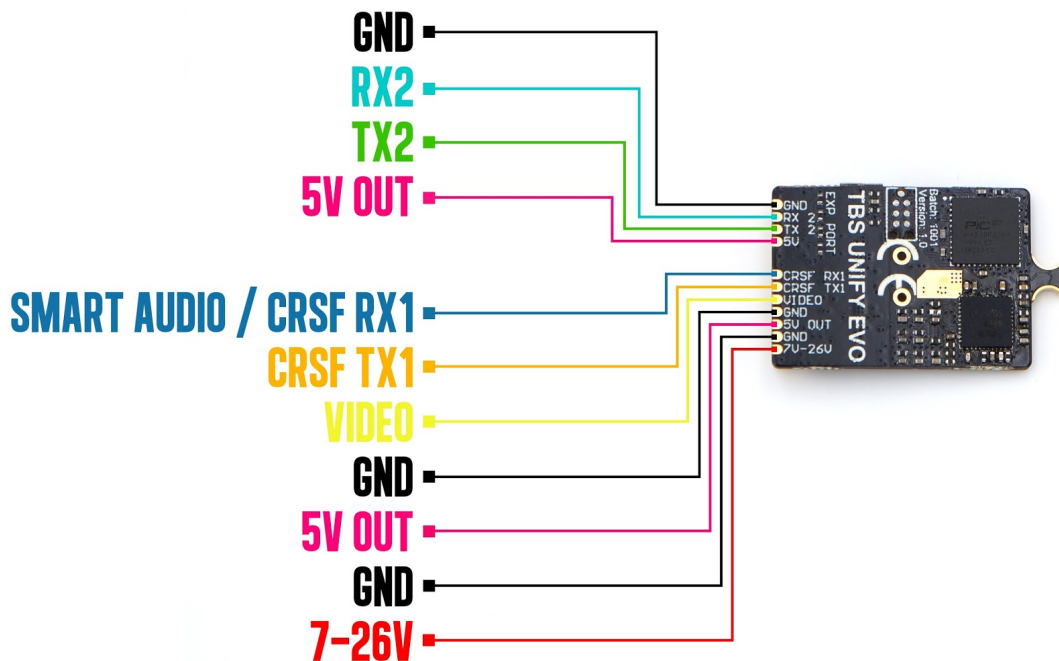 GND
RX2
TX2
5V OUT
SMART AUDIO / CRSF RX1
CRSF TX1
VIDEO
GND
5V OUT
GND
7-26V
GND
RX 2
TX 2
5V
EXP PORT
CRSF RX1
CRSF TX1
VIDEO
GND
5V OUT
GND
7V-26V
TBS UNIFY EVO
Batch: 1001
Version: 1.0
CE
PIC